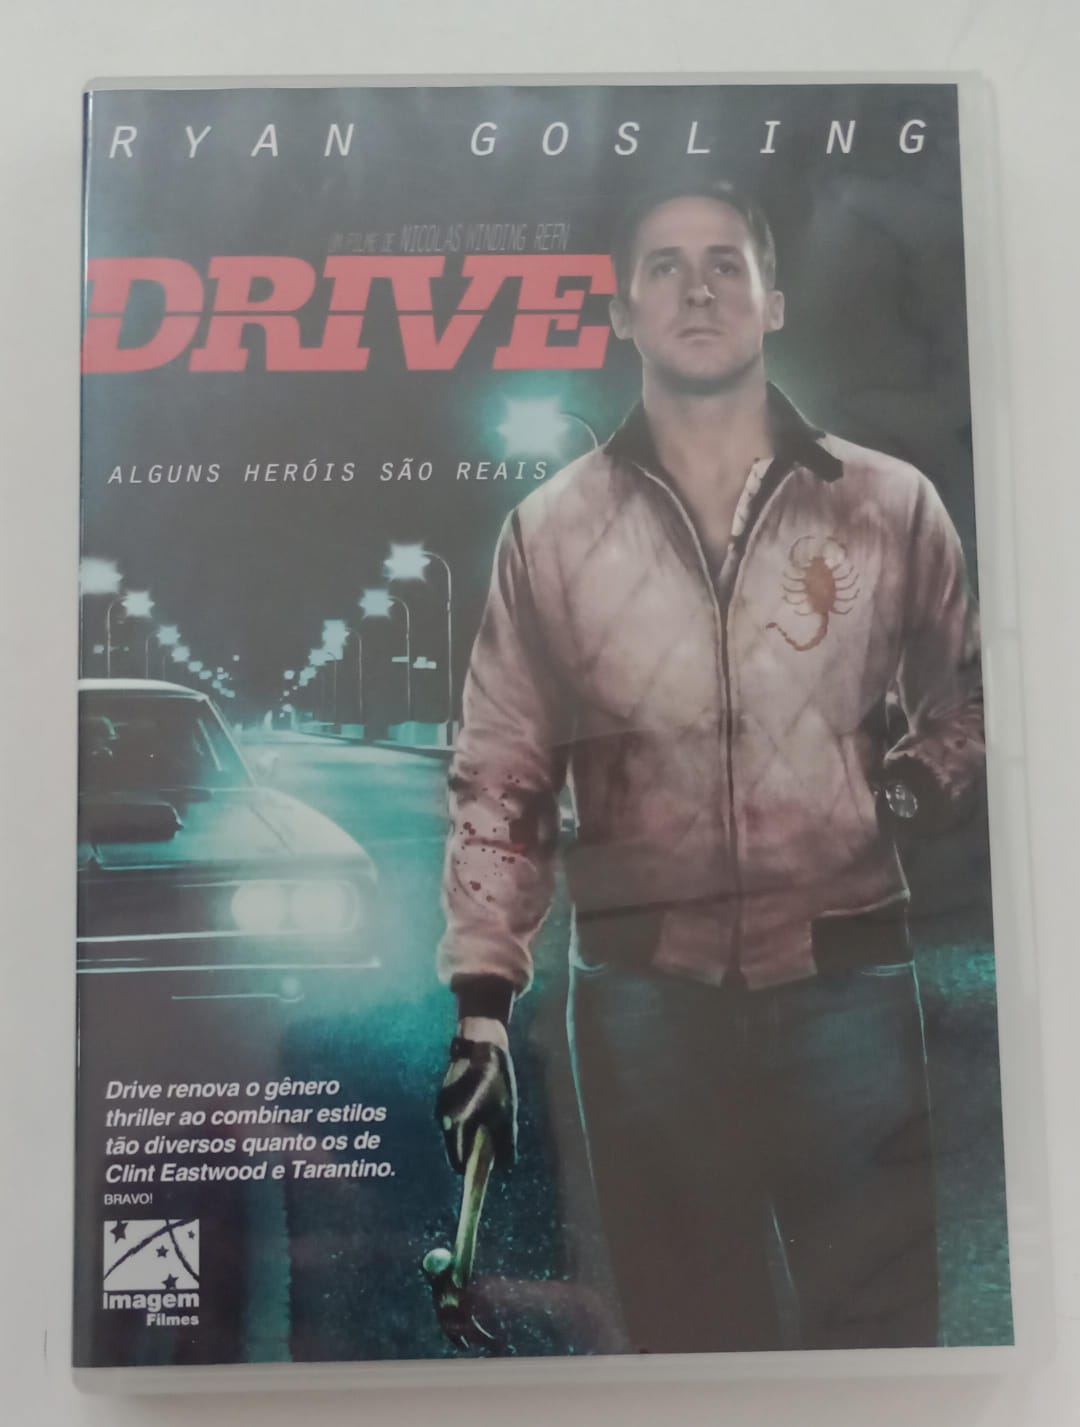 RYAN GOSLING
UM FILME DE NICOLAS WINDING REFN
DRIVE
ALGUNS HERÓIS SÃO REAIS
Drive renova o gênero
thriller ao combinar estilos
tão diversos quanto os de
Clint Eastwood e Tarantino.
BRAVO!
imagem
Filmes